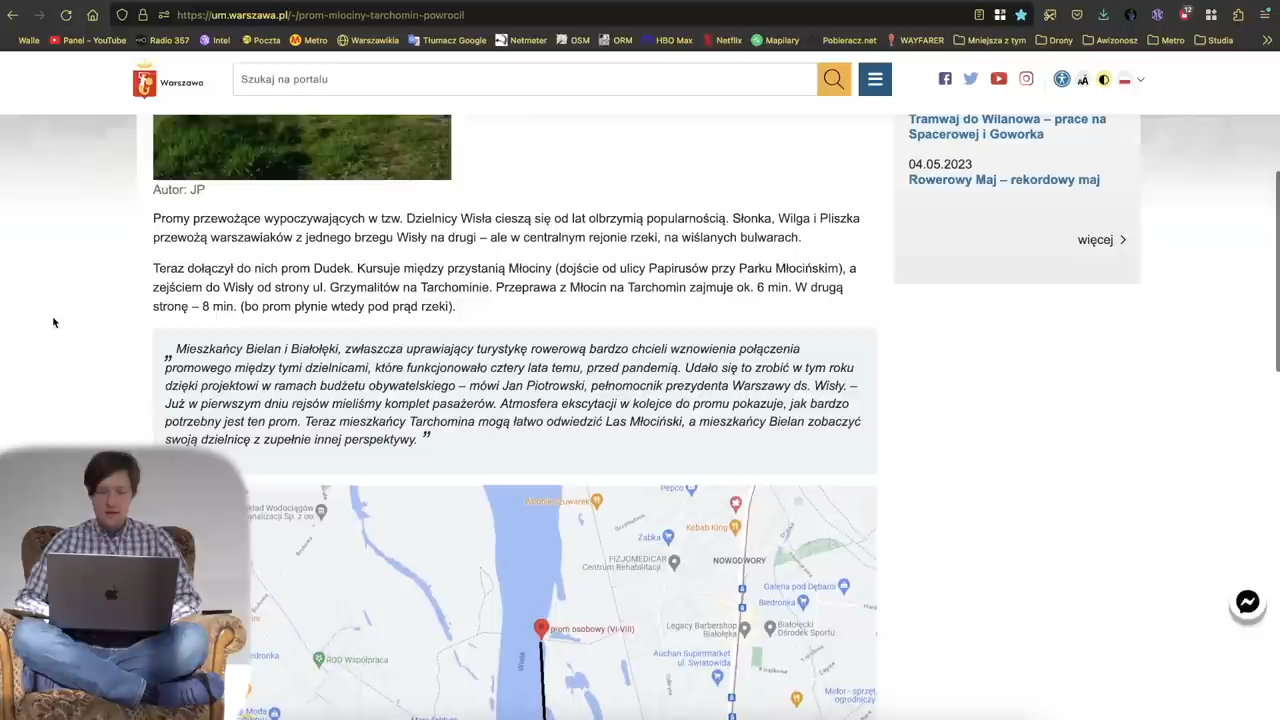 https://um.warszawa.pl/-/prom-mlociny-tarchomin-powrocil
12
Walle
Panel – YouTube
Radio 357
Intel
Poczta
Metro
Warszawikia
Tłumacz Google
Netmeter
OSM
ORM
HBO Max
Netflix
Mapilary
Pobieracz.net
WAYFARER
Mniejsza z tym
Drony
Awizonosz
Metro
Studia
Warszawa
Szukaj na portalu
Tramwaj do Wilanowa – prace na
Spacerowej i Goworka
04.05.2023
Rowerowy Maj – rekordowy maj
więcej
Autor: JP
Promy przewożące wypoczywających w tzw. Dzielnicy Wisła cieszą się od lat olbrzymią popularnością. Słonka, Wilga i Pliszka
przewożą warszawiaków z jednego brzegu Wisły na drugi – ale w centralnym rejonie rzeki, na wiślanych bulwarach.
Teraz dołączył do nich prom Dudek. Kursuje między przystanią Młociny (dojście od ulicy Papirusów przy Parku Młocińskim), a
zejściem do Wisły od strony ul. Grzymalitów na Tarchominie. Przeprawa z Młocin na Tarchomin zajmuje ok. 6 min. W drugą
stronę – 8 min. (bo prom płynie wtedy pod prąd rzeki).
„ Mieszkańcy Bielan i Białołęki, zwłaszcza uprawiający turystykę rowerową bardzo chcieli wznowienia połączenia
promowego między tymi dzielnicami, które funkcjonowało cztery lata temu, przed pandemią. Udało się to zrobić w tym roku
dzięki projektowi w ramach budżetu obywatelskiego – mówi Jan Piotrowski, pełnomocnik prezydenta Warszawy ds. Wisły. –
Już w pierwszym dniu rejsów mieliśmy komplet pasażerów. Atmosfera ekscytacji w kolejce do promu pokazuje, jak bardzo
potrzebny jest ten prom. Teraz mieszkańcy Tarchomina mogą łatwo odwiedzić Las Młociński, a mieszkańcy Bielan zobaczyć
swoją dzielnicę z zupełnie innej perspektywy. ”
Pepco
Kebab King
Żabka
FIZJOMEDICAR
Centrum Rehabilitacji
NOWODWORY
Galeria pod Dębami
Biedronka
Legacy Barbershop
Białołęka
Białołęcki
Ośrodek Sportu
prom osobowy (VI-VIII)
Wisła
ROD Współpraca
Auchan Supermarket
ul. Światowida
Midor - sprzęt,
ogrodniczy